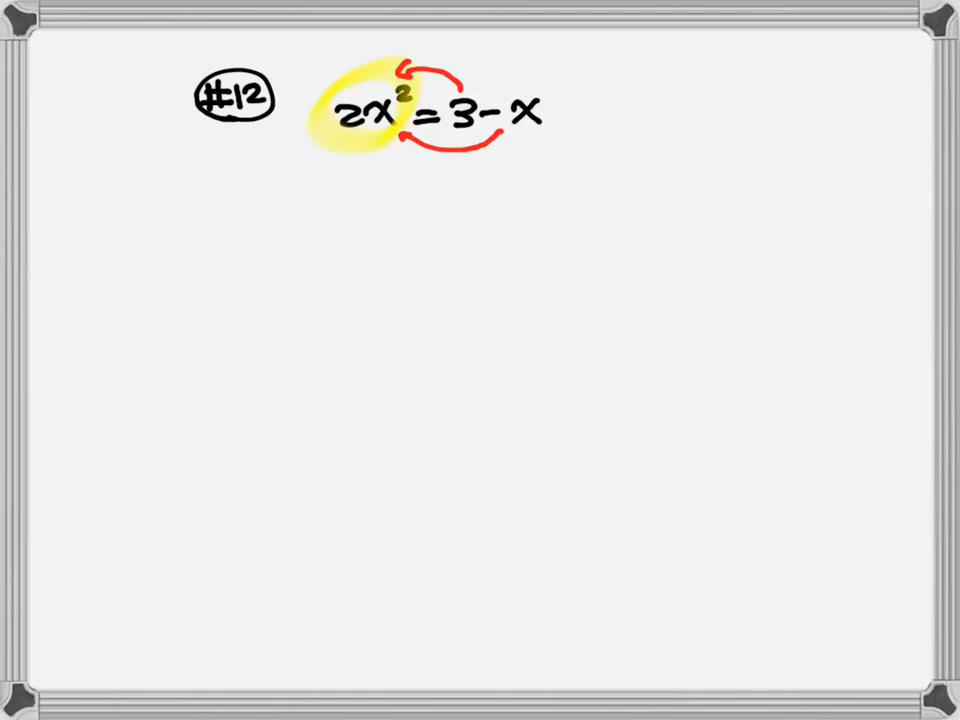 #12 2x² = 3 - x